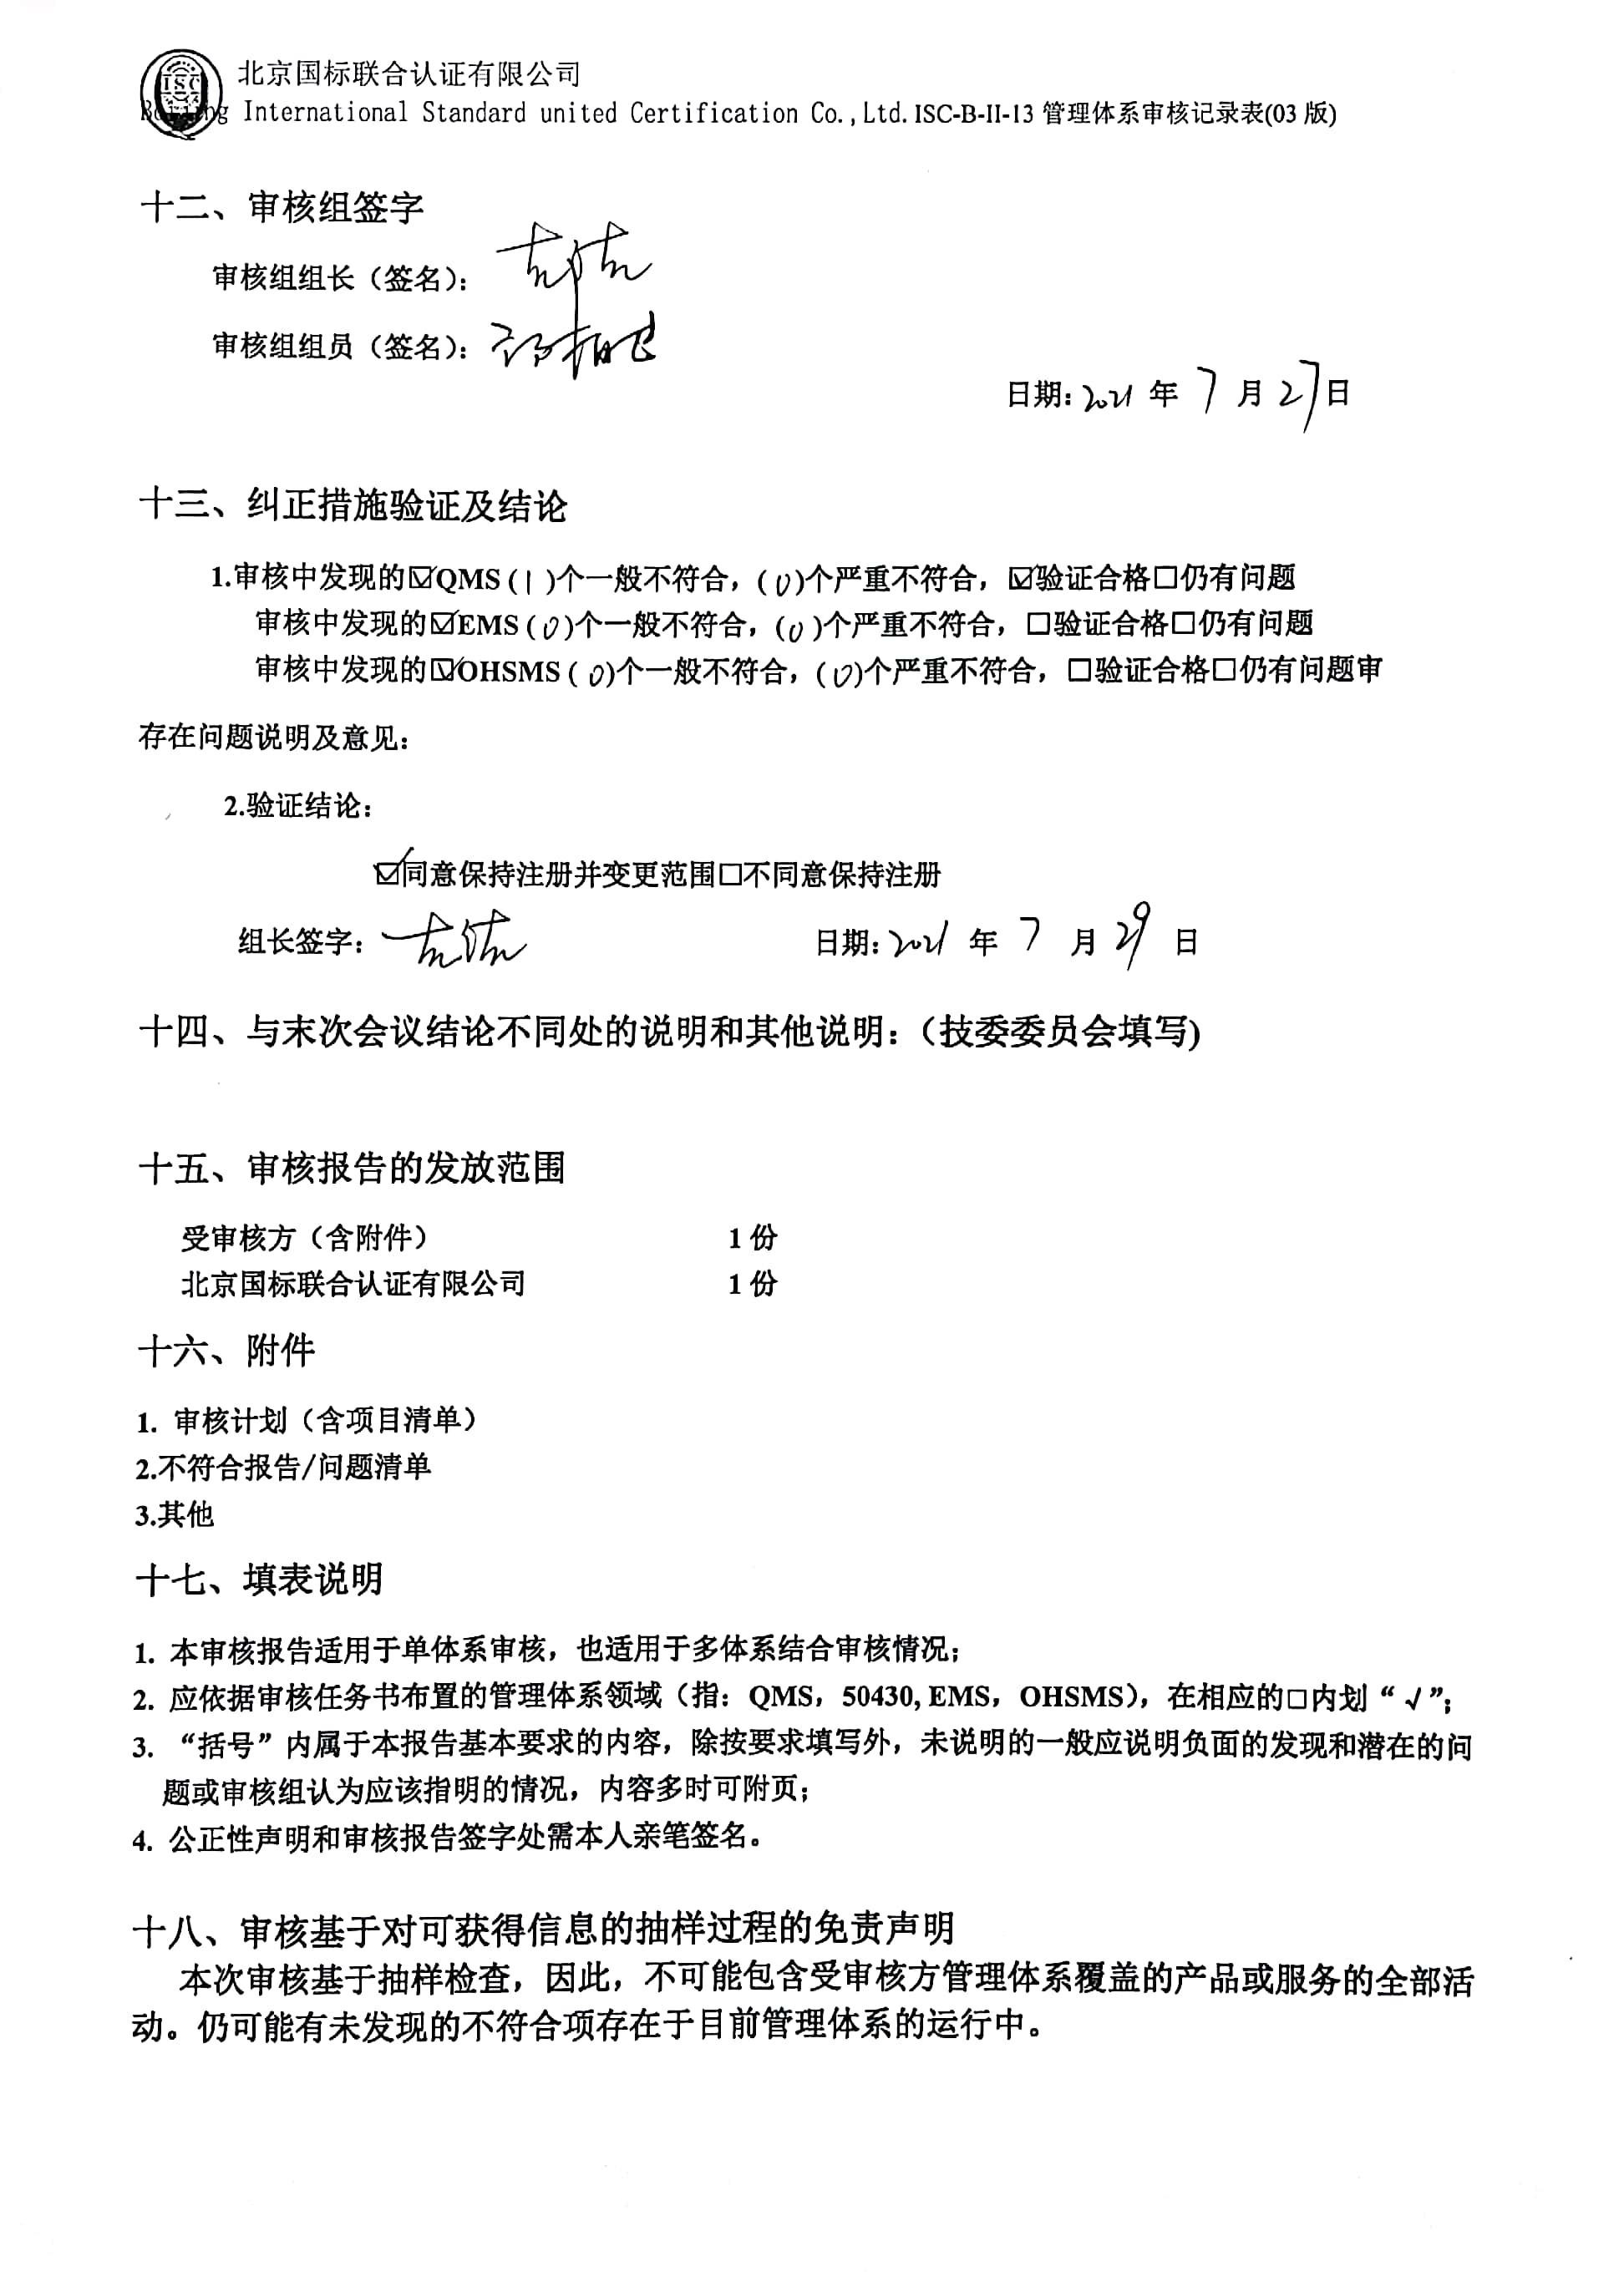 北京国标联合认证有限公司
Beijing International Standard united Certification Co.,Ltd. ISC-B-II-13 管理体系审核记录表(03 版)
十二、审核组签字
审核组组长（签名）：
审核组组员（签名）：
日期: 2021 年 7 月 27 日
十三、纠正措施验证及结论
1.审核中发现的☑QMS ( 1 )个一般不符合，( 0 )个严重不符合，☑验证合格□仍有问题
审核中发现的☑EMS ( 0 )个一般不符合，( 0 )个严重不符合，□验证合格□仍有问题
审核中发现的☑OHSMS ( 0 )个一般不符合，( 0 )个严重不符合，□验证合格□仍有问题审
存在问题说明及意见：
2.验证结论：
☑同意保持注册并变更范围□不同意保持注册
组长签字： 日期: 2021 年 7 月 29 日
十四、与末次会议结论不同处的说明和其他说明：（技委委员会填写)
十五、审核报告的发放范围
受审核方（含附件） 1 份
北京国标联合认证有限公司 1 份
十六、附件
1. 审核计划（含项目清单）
2.不符合报告/问题清单
3.其他
十七、填表说明
1. 本审核报告适用于单体系审核，也适用于多体系结合审核情况；
2. 应依据审核任务书布置的管理体系领域（指：QMS，50430, EMS，OHSMS），在相应的□内划“√”；
3. “括号”内属于本报告基本要求的内容，除按要求填写外，未说明的一般应说明负面的发现和潜在的问
题或审核组认为应该指明的情况，内容多时可附页；
4. 公正性声明和审核报告签字处需本人亲笔签名。
十八、审核基于对可获得信息的抽样过程的免责声明
本次审核基于抽样检查，因此，不可能包含受审核方管理体系覆盖的产品或服务的全部活
动。仍可能有未发现的不符合项存在于目前管理体系的运行中。